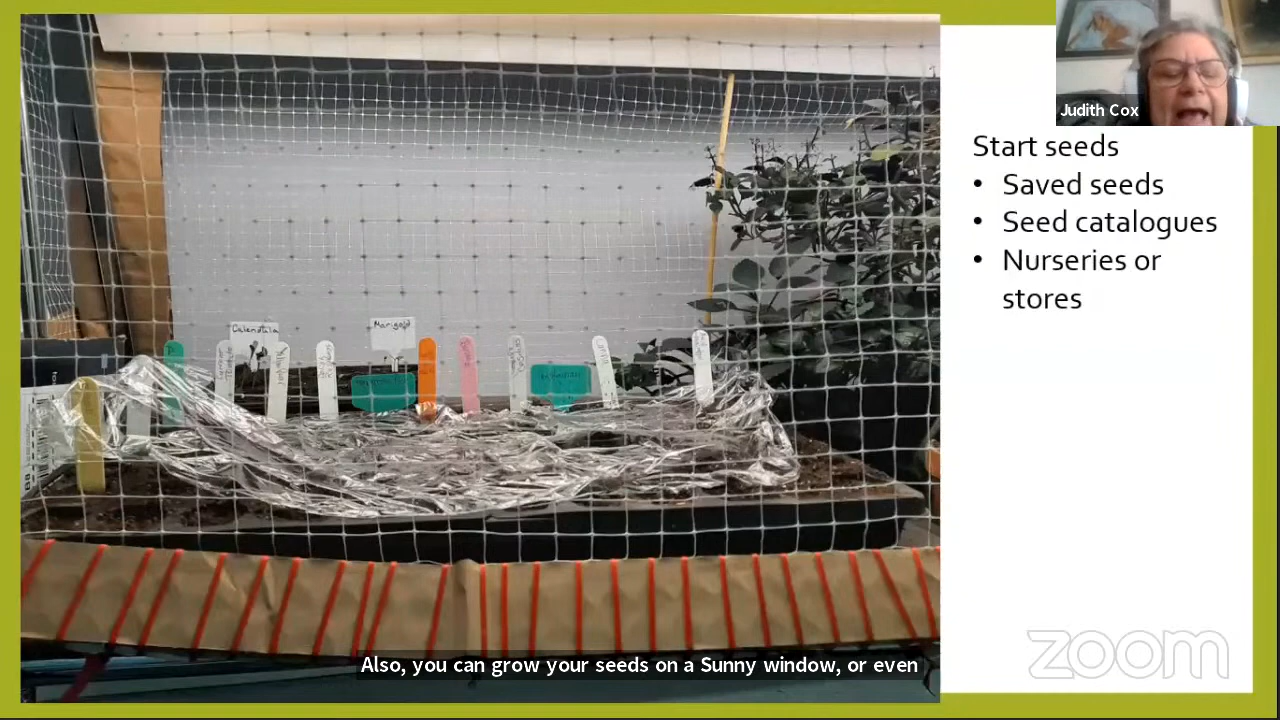 Judith Cox
Start seeds
• Saved seeds
• Seed catalogues
• Nurseries or
stores
Calendula
Marigold
zoom
Also, you can grow your seeds on a Sunny window, or even